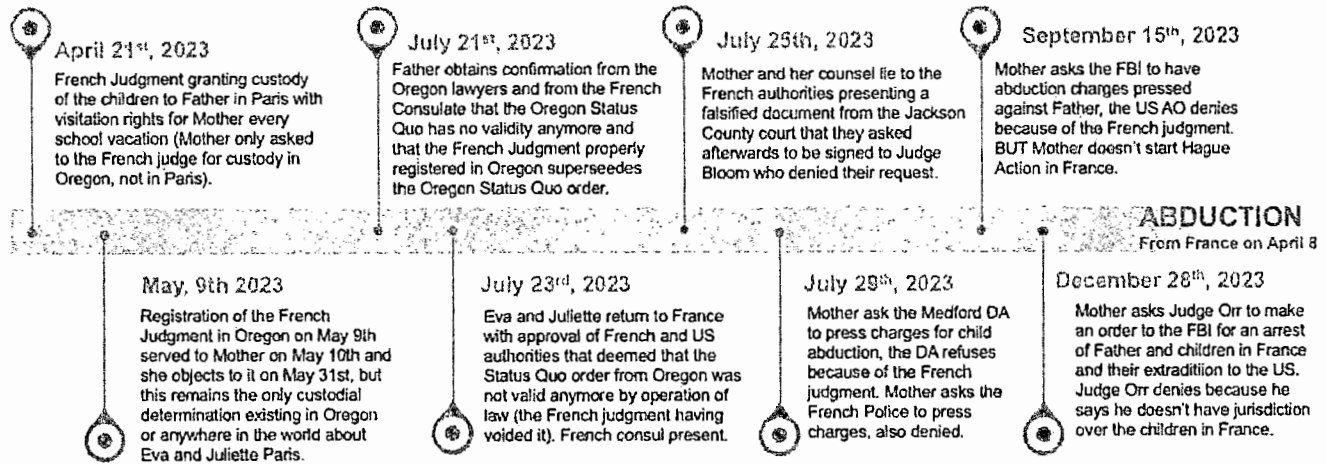 April 21st, 2023
French Judgment granting custody
of the children to Father in Paris with
visitation rights for Mother every
school vacation (Mother only asked
to the French judge for custody in
Oregon, not in Paris).
July 21st, 2023
Father obtains confirmation from the
Oregon lawyers and from the French
Consulate that the Oregon Status
Quo has no validity anymore and
that the French Judgment properly
registered in Oregon superseedes
the Oregon Status Quo order.
July 25th, 2023
Mother and her counsel lie to the
French authorities presenting a
falsified document from the Jackson
County court that they asked
afterwards to be signed to Judge
Bloom who denied their request.
September 15th, 2023
Mother asks the FBI to have
abduction charges pressed
against Father, the US AO denies
because of the French judgment.
BUT Mother doesn't start Hague
Action in France.
ABDUCTION
From France on April 8
May, 9th 2023
Registration of the French
Judgment in Oregon on May 9th
served to Mother on May 10th and
she objects to it on May 31st, but
this remains the only custodial
determination existing in Oregon
or anywhere in the world about
Eva and Juliette Paris.
July 23rd, 2023
Eva and Juliette return to France
with approval of French and US
authorities that deemed that the
Status Quo order from Oregon was
not valid anymore by operation of
law (the French judgment having
voided it). French consul present.
July 29th, 2023
Mother ask the Medford DA
to press charges for child
abduction, the DA refuses
because of the French
judgment. Mother asks the
French Police to press
charges, also denied.
December 28th, 2023
Mother asks Judge Orr to make
an order to the FBI for an arrest
of Father and children in France
and their extraditiion to the US.
Judge Orr denies because he
says he doesn't have jurisdiction
over the children in France.